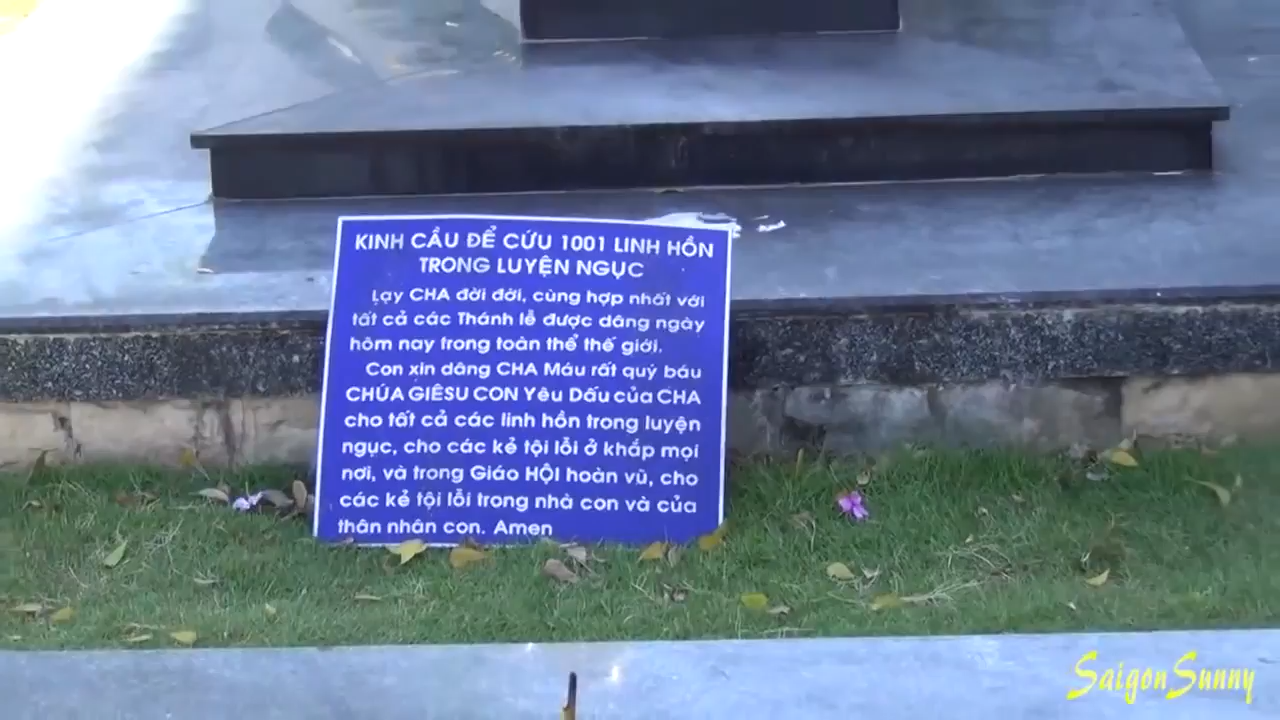 KINH CẦU ĐỂ CỨU 1001 LINH HỒN
TRONG LUYỆN NGỤC
Lạy CHA đời đời, cùng hợp nhất với
tất cả các Thánh lễ được dâng ngày
hôm nay trong toàn thể thế giới.
Con xin dâng CHA Máu rất quý báu
CHÚA GIÊSU CON Yêu Dấu của CHA
cho tất cả các linh hồn trong luyện
ngục, cho các kẻ tội lỗi ở khắp mọi
nơi, và trong Giáo HỘI hoàn vũ, cho
các kẻ tội lỗi trong nhà con và của
thân nhân con. Amen
SaigonSunny